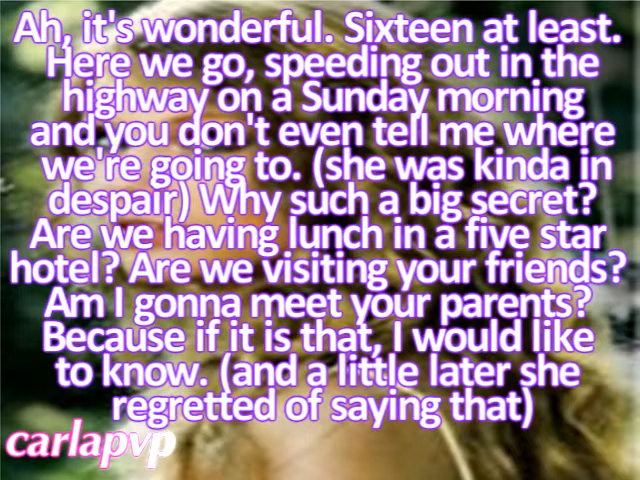 Ah, it's wonderful. Sixteen at least.
Here we go, speeding out in the
highway on a Sunday morning
and you don't even tell me where
we're going to. (she was kinda in
despair) Why such a big secret?
Are we having lunch in a five star
hotel? Are we visiting your friends?
Am I gonna meet your parents?
Because if it is that, I would like
to know. (and a little later she
regretted of saying that)
carlapvp